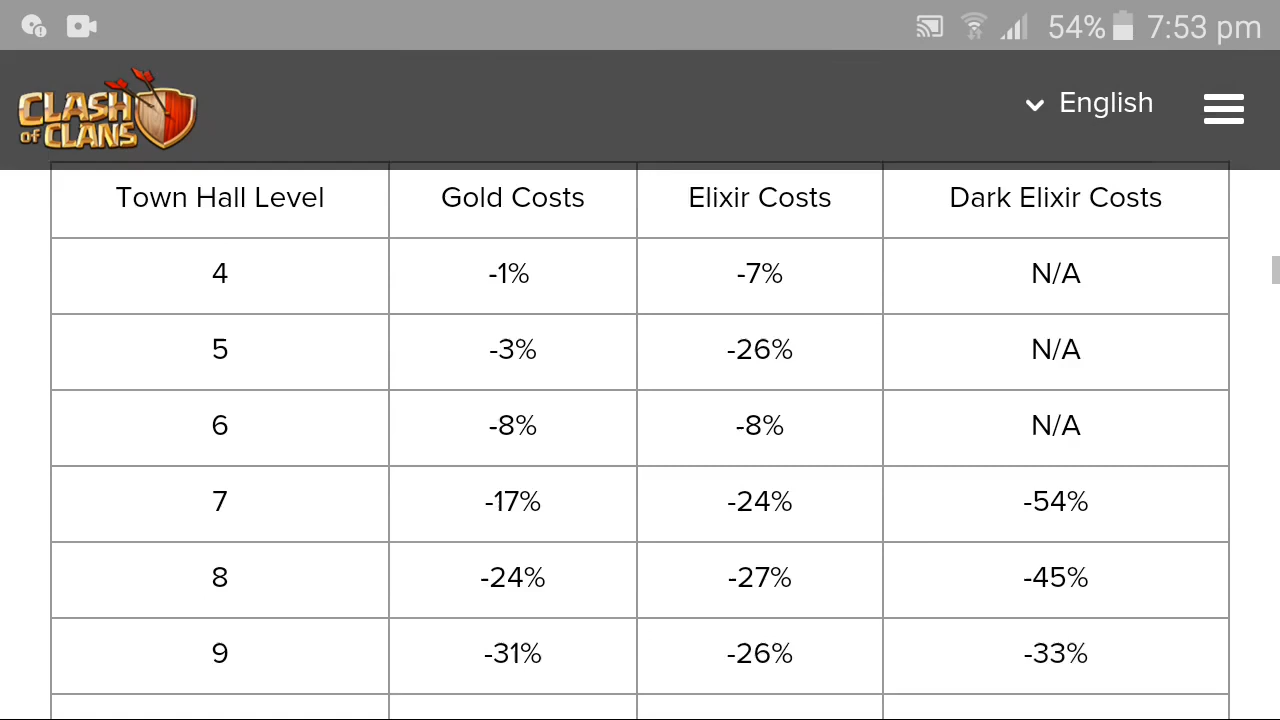 54% 7:53 pm
CLASH
OF CLANS
English
Town Hall Level Gold Costs Elixir Costs Dark Elixir Costs
4 -1% -7% N/A
5 -3% -26% N/A
6 -8% -8% N/A
7 -17% -24% -54%
8 -24% -27% -45%
9 -31% -26% -33%